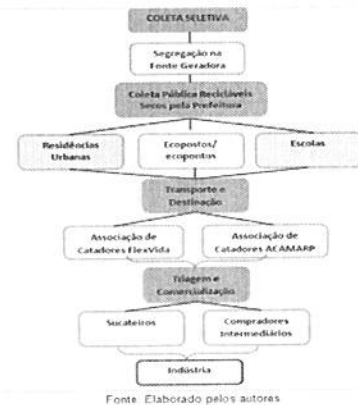 COLETA SELETIVA
Segregação na
Fonte Geradora
Coleta Pública Recicláveis
Secos pela Prefeitura
Residências
Urbanas
Ecopostos/
ecopontos
Escolas
Transporte e
Destinação
Associação de
Catadores FlexVida
Associação de
Catadores ACAMARP
Triagem e
Comercialização
Sucateiros
Compradores
Intermediários
Indústria
Fonte: Elaborado pelos autores